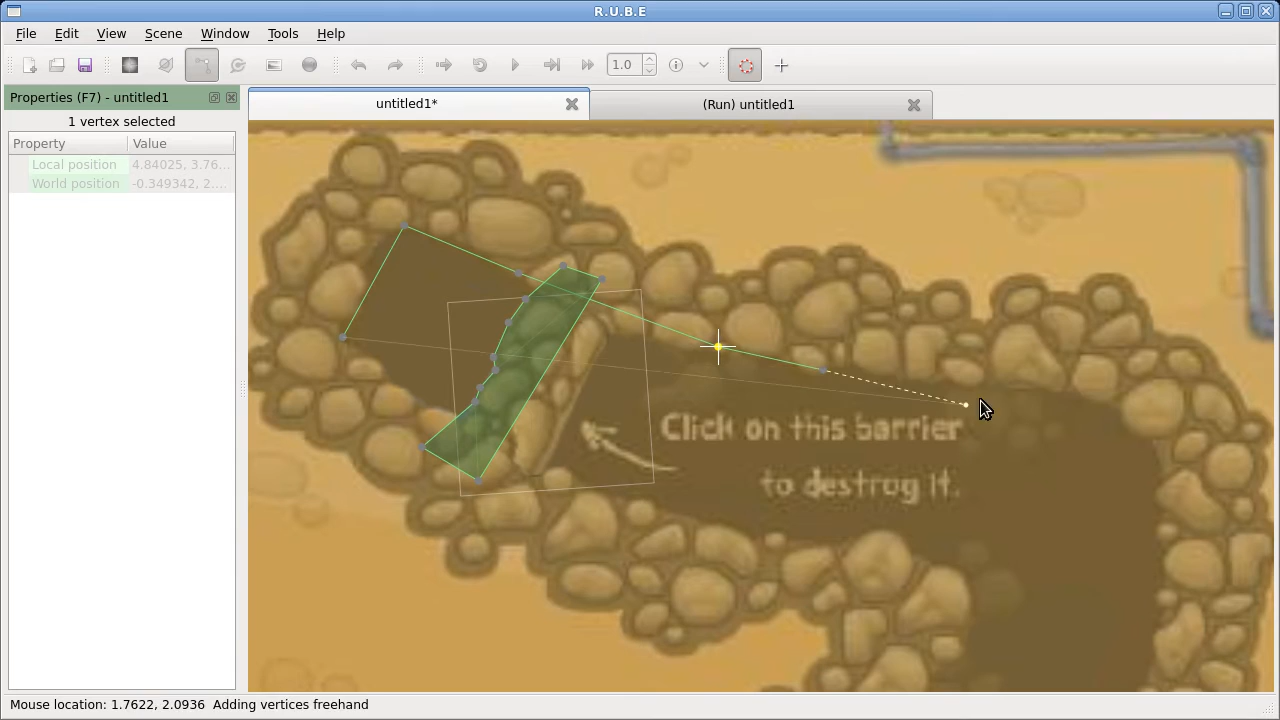 R.U.B.E
File Edit View Scene Window Tools Help
1.0
Properties (F7) - untitled1
untitled1*
(Run) untitled1
1 vertex selected
Property Value
Local position 4.84025, 3.76...
World position -0.349342, 2....
Click on this barrier
to destroy it.
Mouse location: 1.7622, 2.0936 Adding vertices freehand